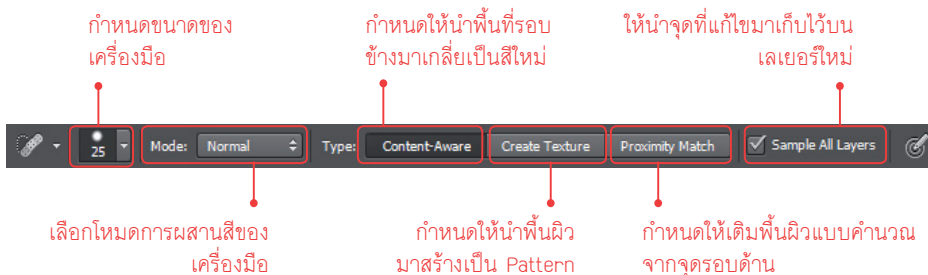 กำหนดขนาดของ
เครื่องมือ
กำหนดให้นำพื้นที่รอบ
ข้างมาเกลี่ยเป็นสีใหม่
ให้นำจุดที่แก้ไขมาเก็บไว้บน
เลเยอร์ใหม่
25 Mode: Normal Type: Content-Aware Create Texture Proximity Match Sample All Layers
เลือกโหมดการผสานสีของ
เครื่องมือ
กำหนดให้นำพื้นผิว
มาสร้างเป็น Pattern
กำหนดให้เติมพื้นผิวแบบคำนวณ
จากจุดรอบด้าน